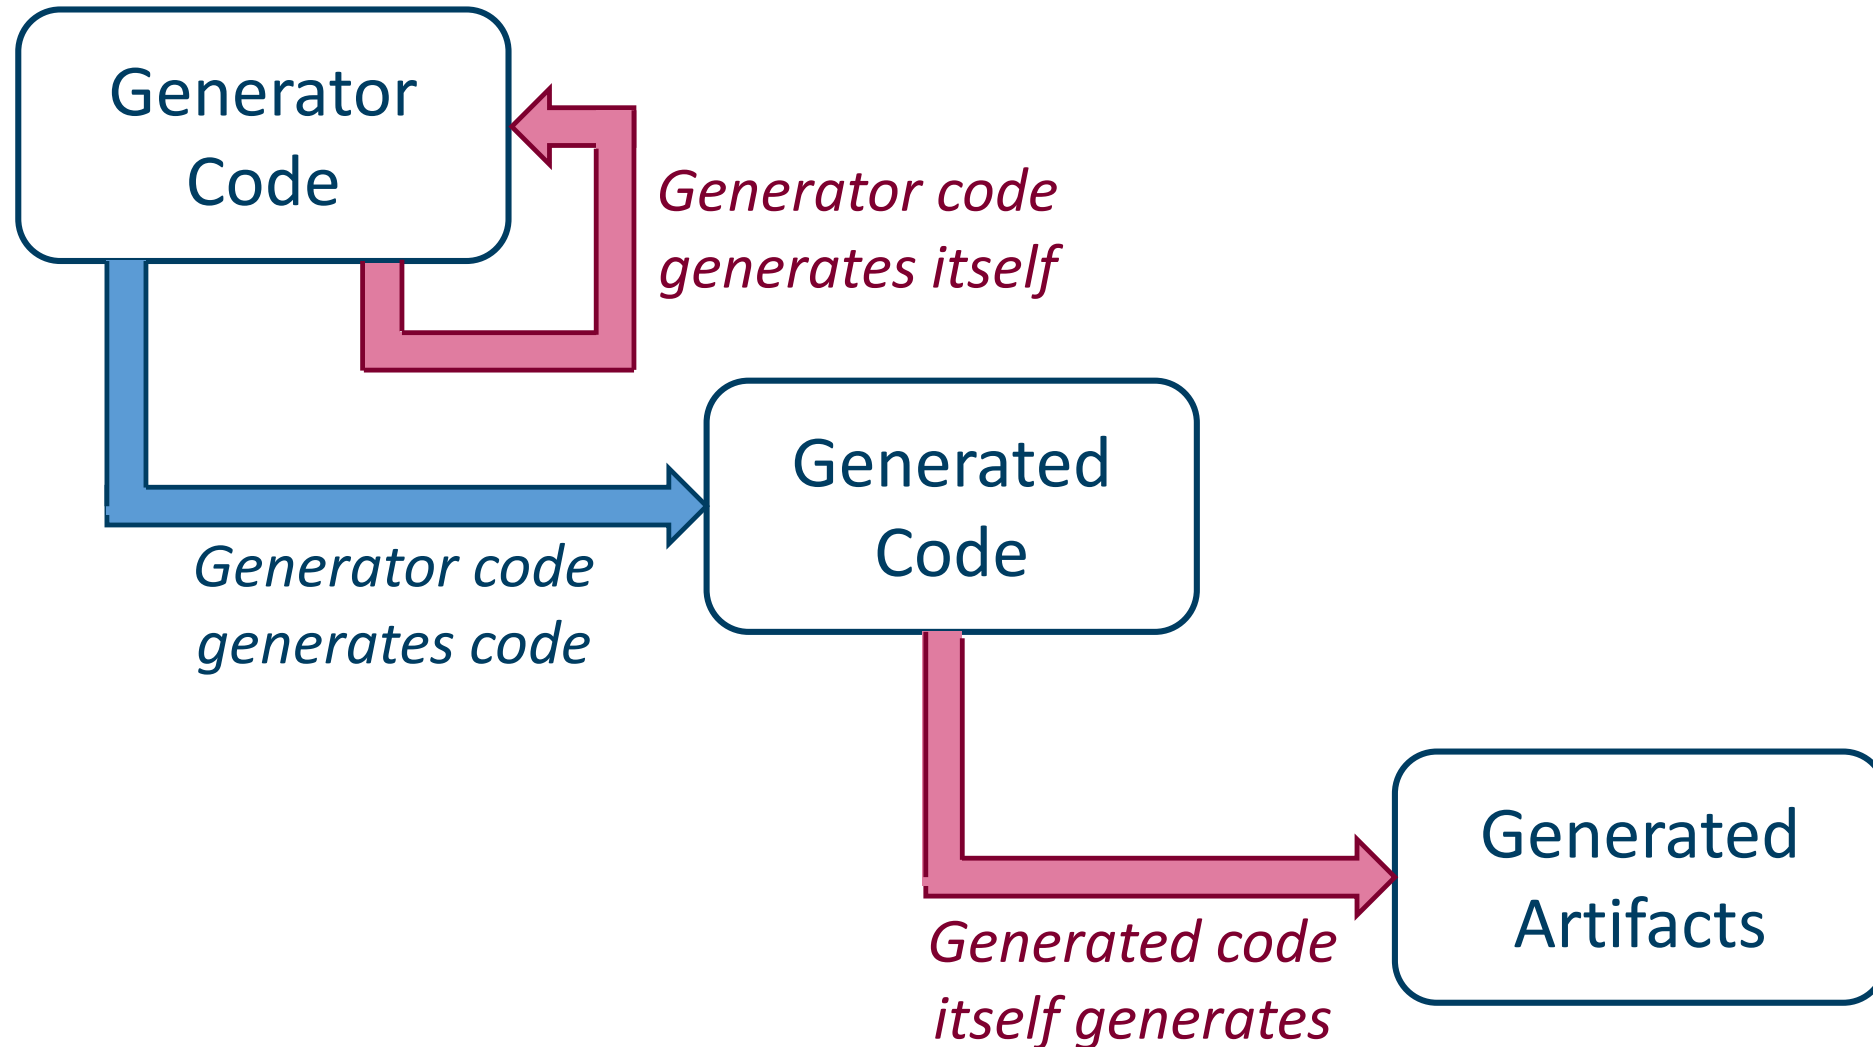 Generator
Code
Generator code
generates itself
Generated
Code
Generator code
generates code
Generated
Artifacts
Generated code
itself generates